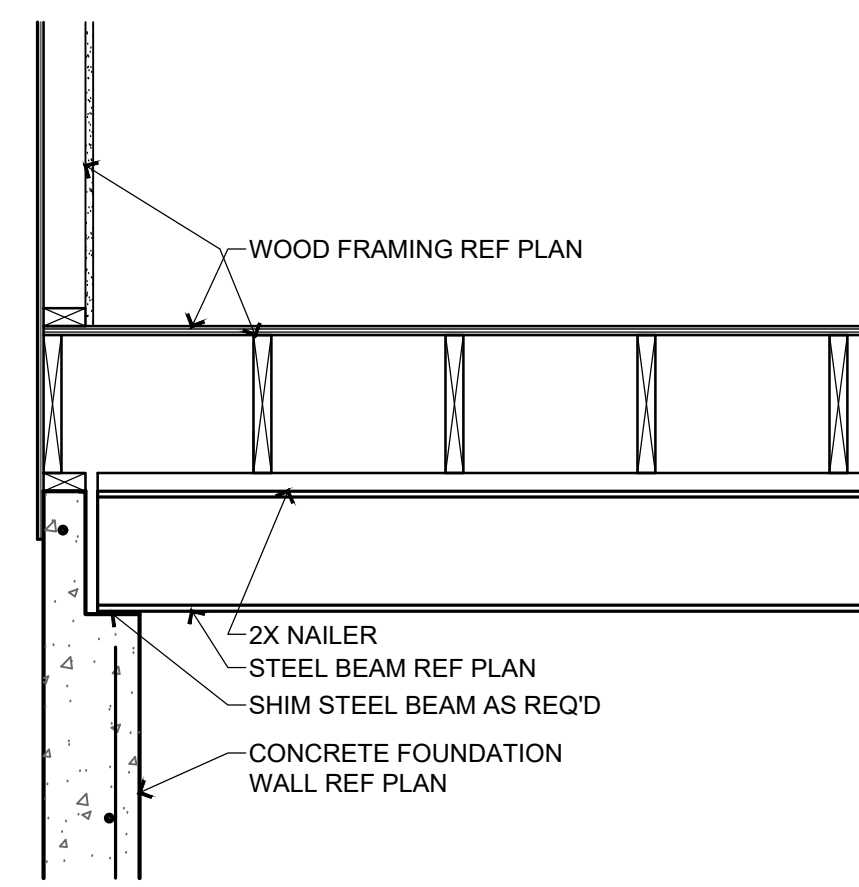 WOOD FRAMING REF PLAN
2X NAILER
STEEL BEAM REF PLAN
SHIM STEEL BEAM AS REQ'D
CONCRETE FOUNDATION
WALL REF PLAN